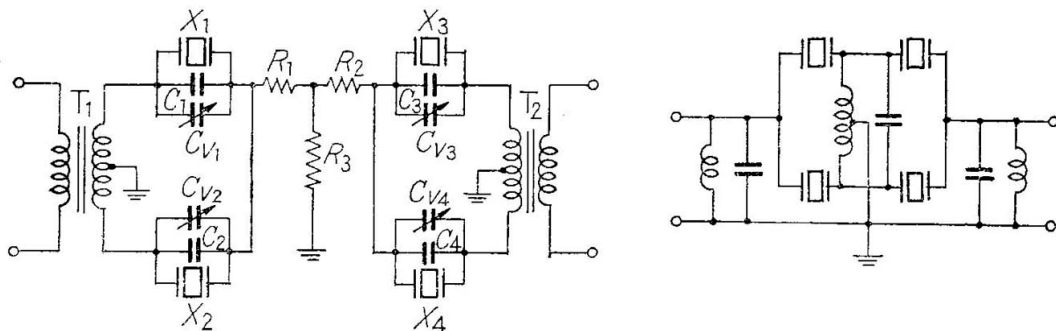 X1 X3
R1 R2
T1 C1 C3 T2
CV1 R3 CV3
CV2 CV4
C2 C4
X2 X4